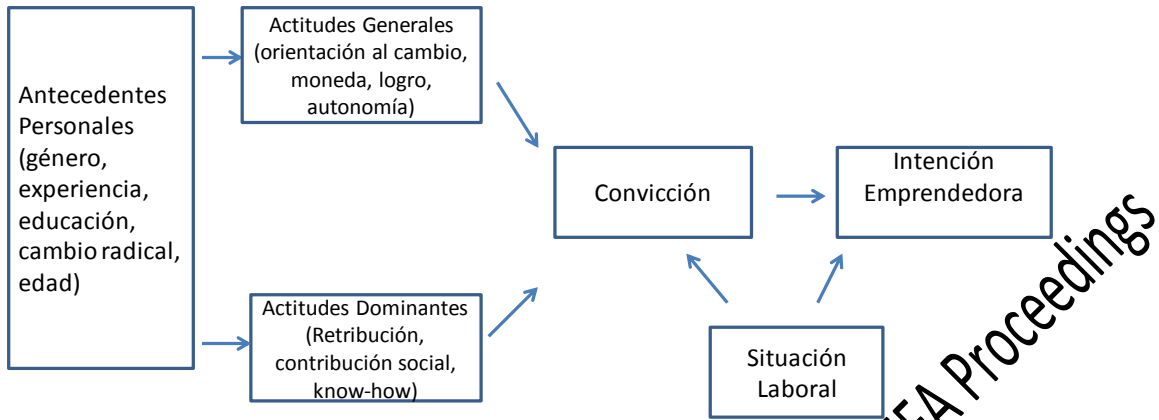 Antecedentes
Personales
(género,
experiencia,
educación,
cambio radical,
edad)
Actitudes Generales
(orientación al cambio,
moneda, logro,
autonomía)
Actitudes Dominantes
(Retribución,
contribución social,
know-how)
Convicción
Intención
Emprendedora
Situación
Laboral
Proceedings